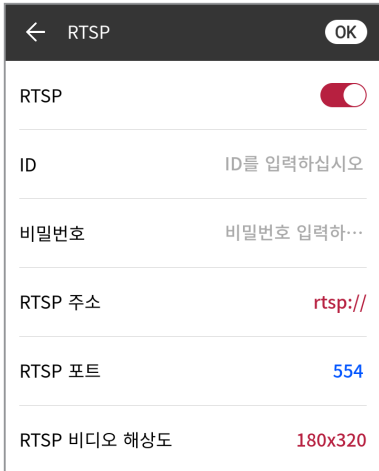 RTSP OK
RTSP
ID ID를 입력하십시오
비밀번호 비밀번호 입력하…
RTSP 주소 rtsp://
RTSP 포트 554
RTSP 비디오 해상도 180x320